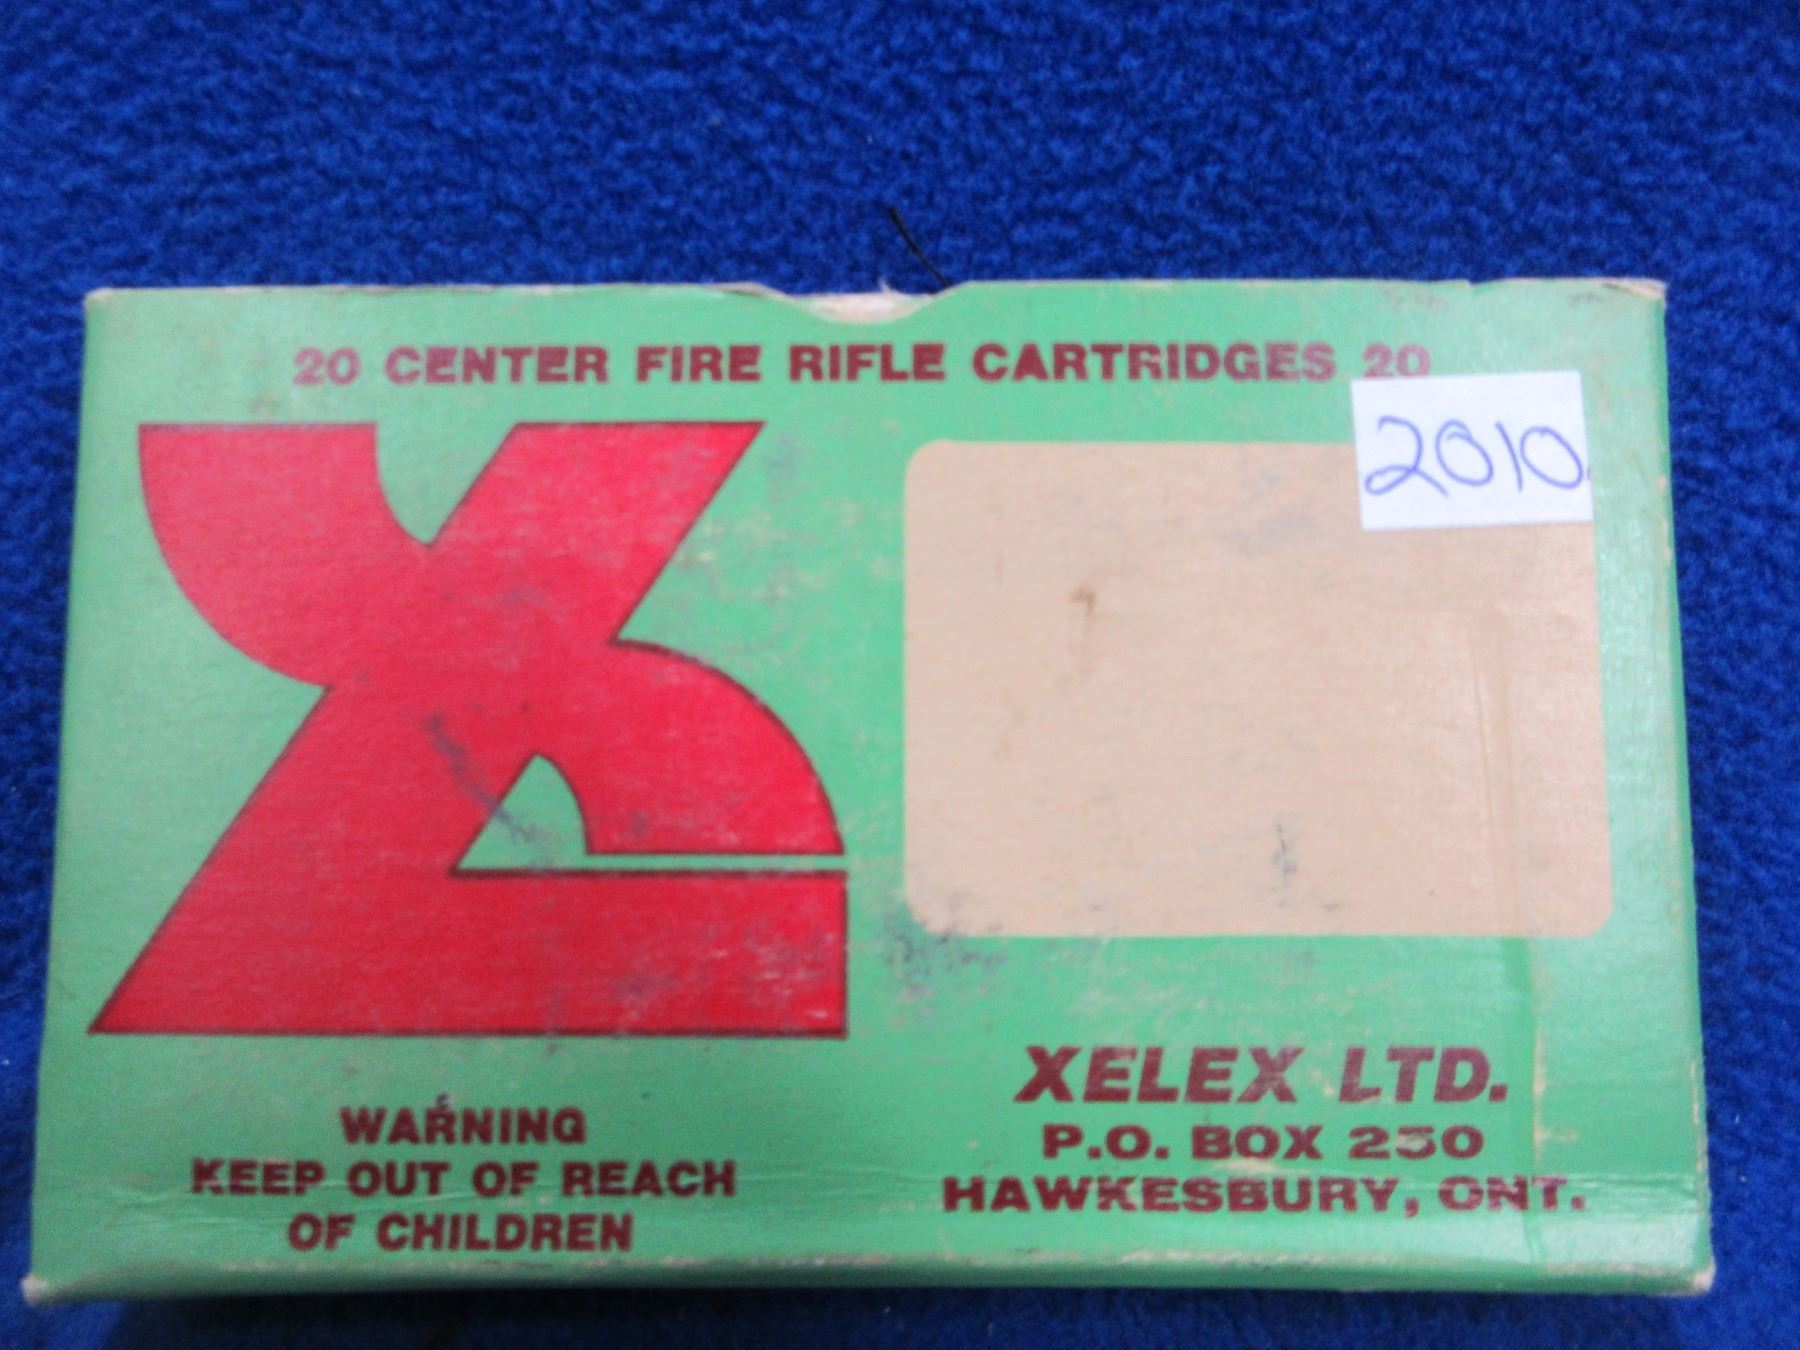 20 CENTER FIRE RIFLE CARTRIDGES 20
2010
WARNING
KEEP OUT OF REACH
OF CHILDREN
XELEX LTD.
P.O. BOX 250
HAWKESBURY, ONT.